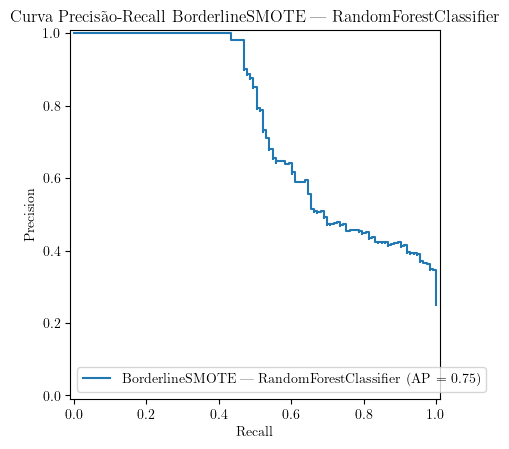 Curva Precisão-Recall BorderlineSMOTE — RandomForestClassifier
1.0
0.8
0.6
0.4
0.2
0.0
Precision
BorderlineSMOTE — RandomForestClassifier (AP = 0.75)
0.0 0.2 0.4 0.6 0.8 1.0
Recall